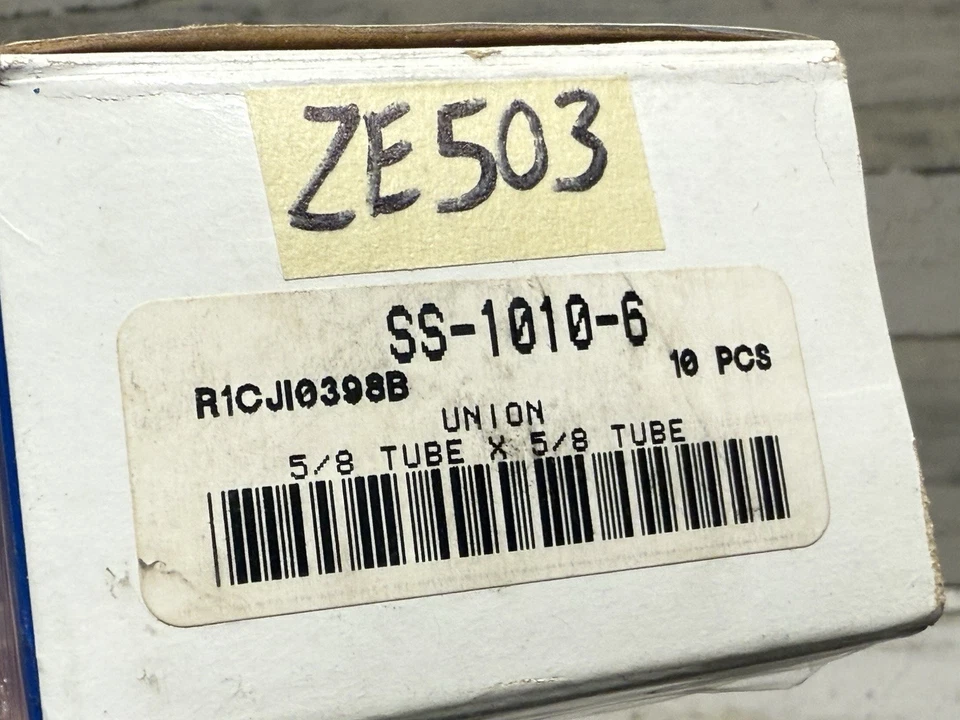 ZE503
SS-1010-6
10 PCS
R1CJI0398B
UNION
5/8 TUBE X 5/8 TUBE